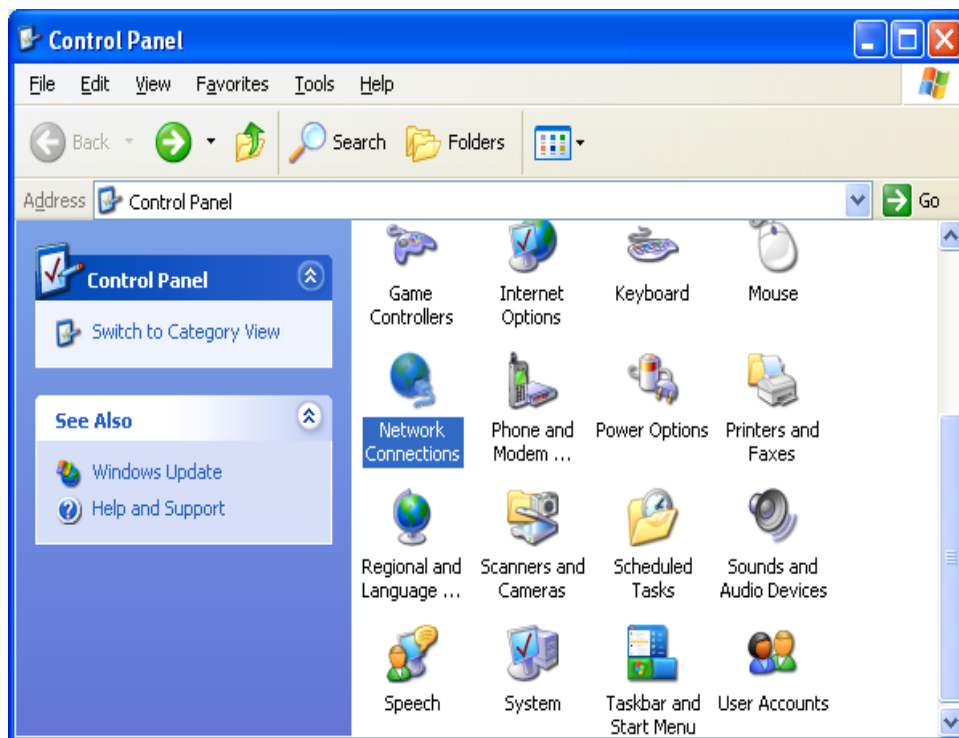 Control Panel
File Edit View Favorites Tools Help
Back Search Folders
Address Control Panel Go
Control Panel
Switch to Category View
See Also
Windows Update
Help and Support
Game
Controllers
Internet
Options
Keyboard
Mouse
Network
Connections
Phone and
Modem ...
Power Options
Printers and
Faxes
Regional and
Language ...
Scanners and
Cameras
Scheduled
Tasks
Sounds and
Audio Devices
Speech
System
Taskbar and
Start Menu
User Accounts